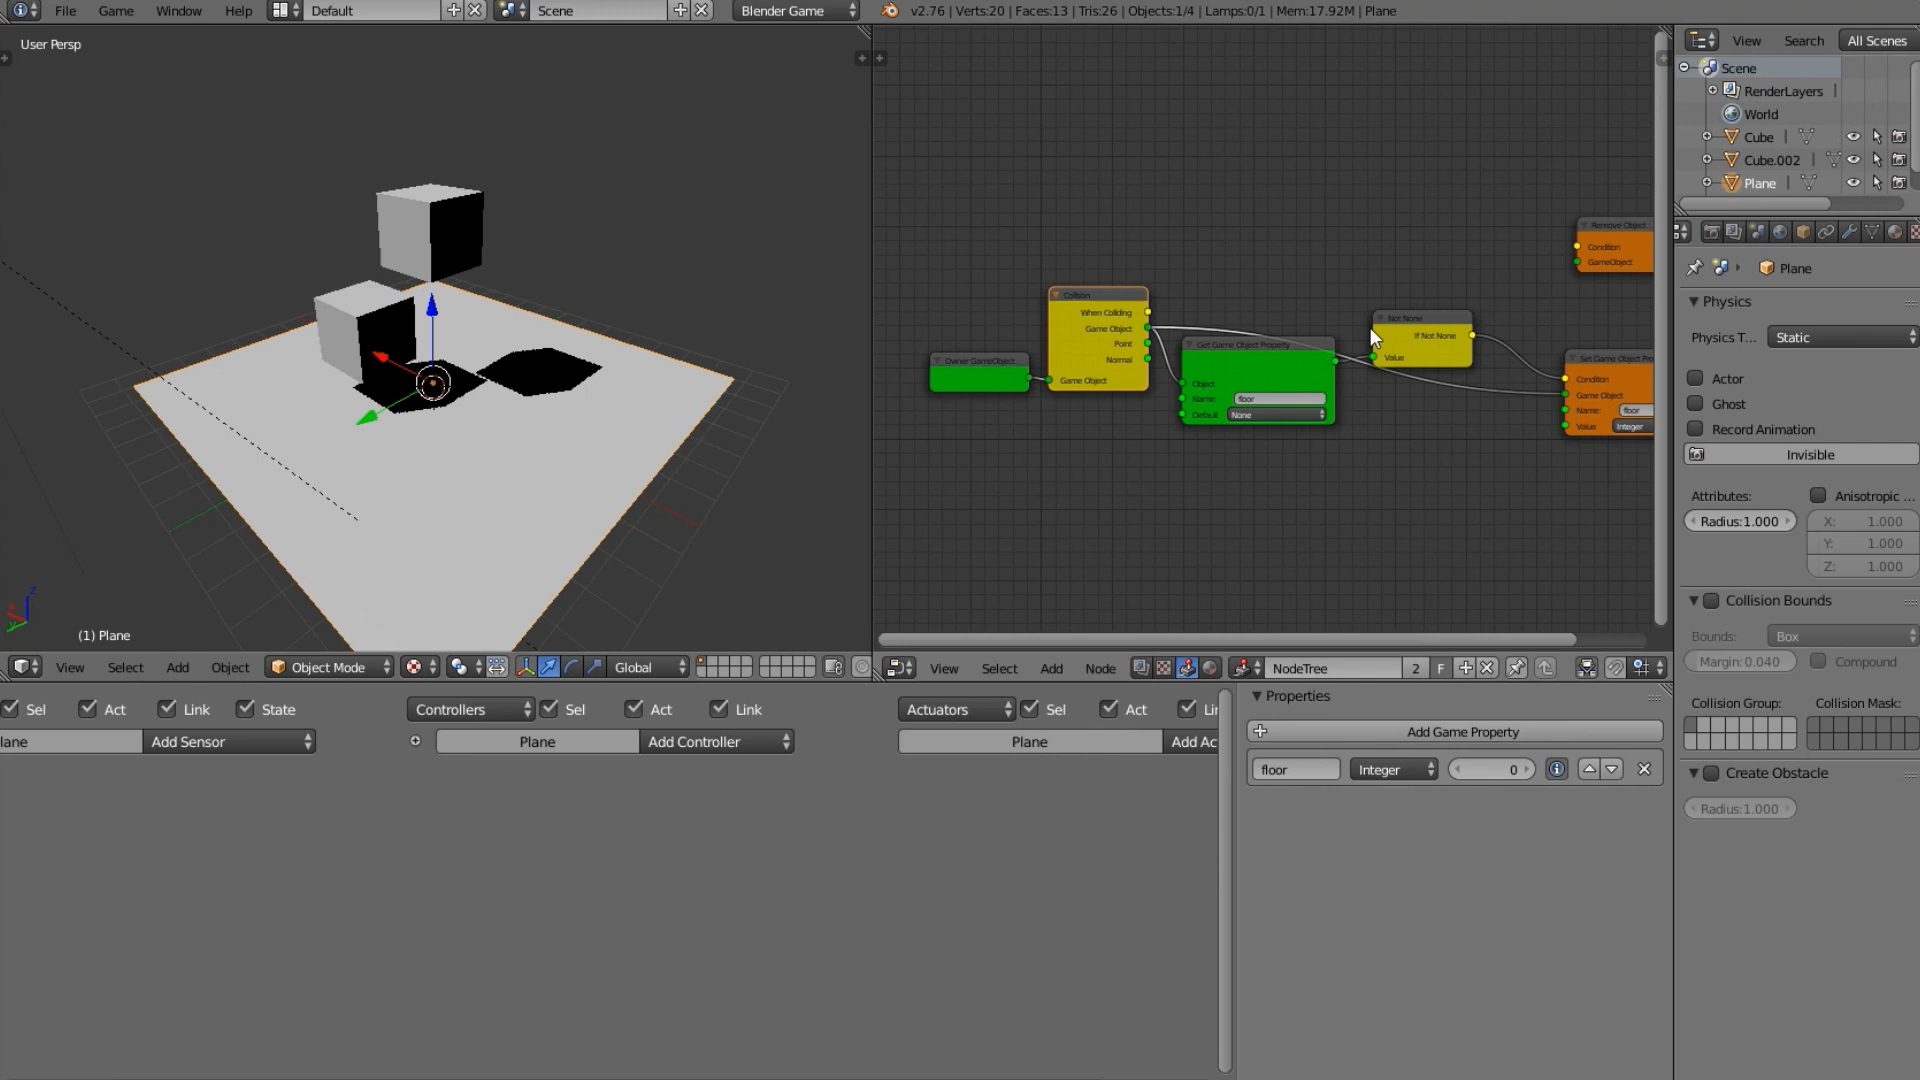 File Game Window Help Default Scene Blender Game v2.76 | Verts:20 | Faces:13 | Tris:26 | Objects:1/4 | Lamps:0/1 | Mem:17.92M | Plane
User Persp
(1) Plane
View Select Add Object Object Mode Global
Owner GameObject
Collision
When Colliding
Game Object
Point
Normal
Game Object
Get Game Object Property
Object
Name: floor
Default None
Not None
If Not None
Value
Remove Object
Condition
GameObject
Set Game Object Pro
Condition
Game Object
Name: floor
Value Integer
View Select Add Node NodeTree 2 F
View Search All Scenes
Scene
RenderLayers
World
Cube
Cube.002
Plane
Plane
Physics
Physics T... Static
Actor
Ghost
Record Animation
Invisible
Attributes: Anisotropic ...
Radius:1.000 X: 1.000
Y: 1.000
Z: 1.000
Collision Bounds
Bounds: Box
Margin:0.040 Compound
Collision Group: Collision Mask:
Create Obstacle
Radius:1.000
Sel Act Link State Controllers Sel Act Link Actuators Sel Act Lin
lane Add Sensor Plane Add Controller Plane Add Ac
Properties
Add Game Property
floor Integer 0